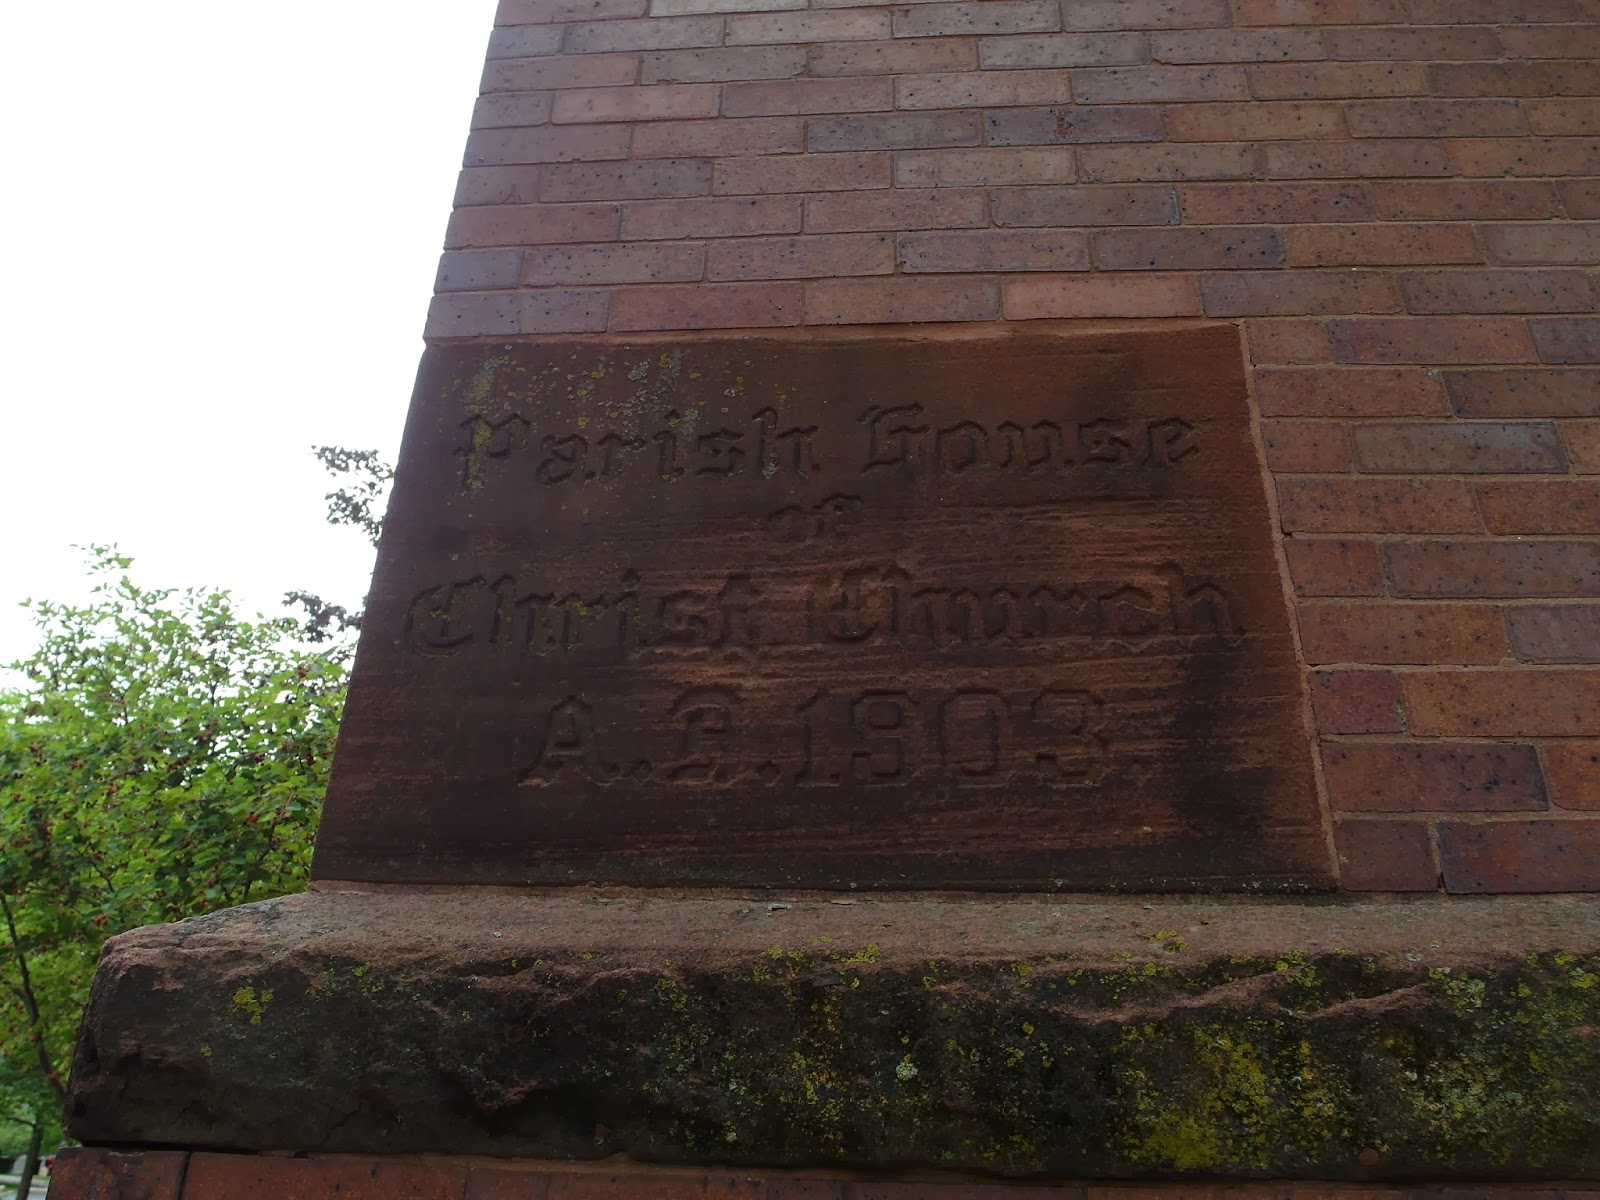 Parish House
of
Christ Church
A.D.1903.